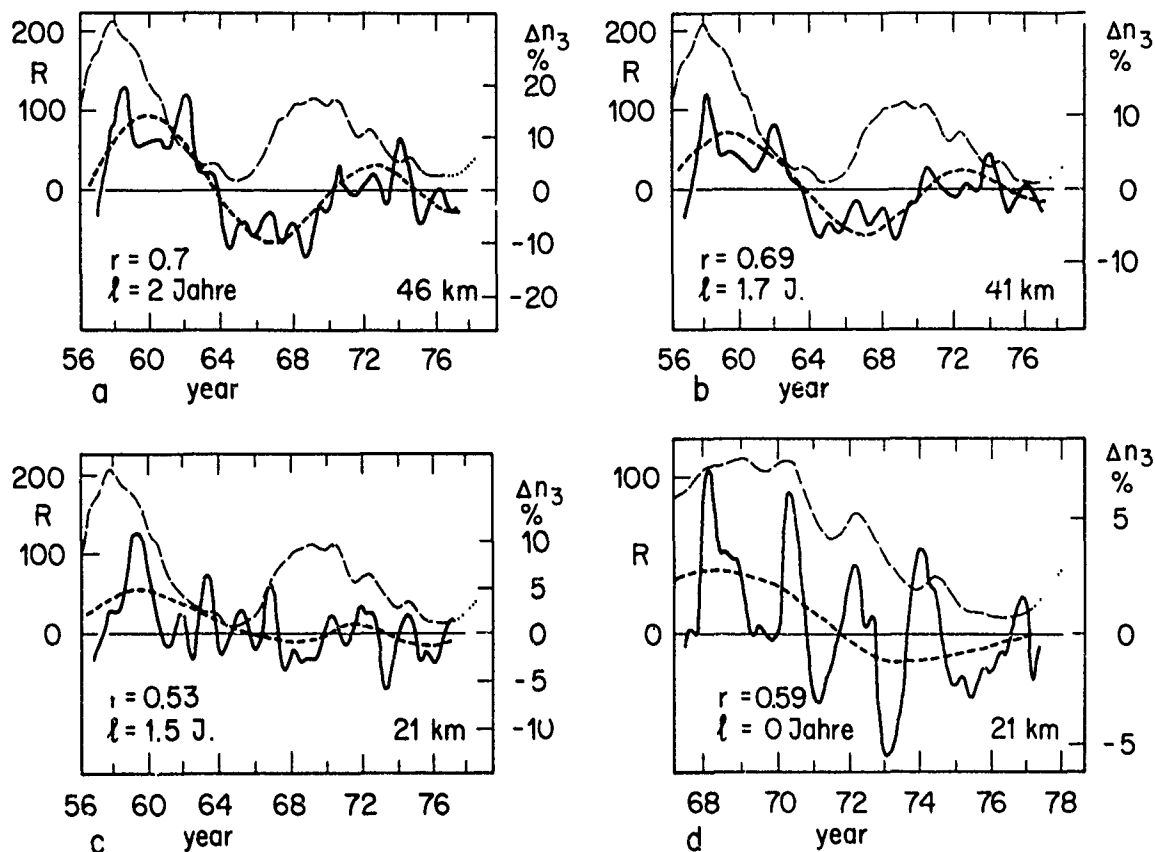 200
R
100
0
Δn3
%
20
10
0
-10
-20
r = 0.7
ℓ = 2 Jahre
46 km
56 60 64 68 72 76
a year
200
R
100
0
Δn3
%
10
0
-10
r = 0.69
ℓ = 1.7 J.
41 km
56 60 64 68 72 76
b year
200
R
100
0
Δn3
%
10
5
0
-5
-10
r = 0.53
ℓ = 1.5 J.
21 km
56 60 64 68 72 76
c year
100
R
0
Δn3
%
5
0
-5
r = 0.59
ℓ = 0 Jahre
21 km
68 70 72 74 76 78
d year